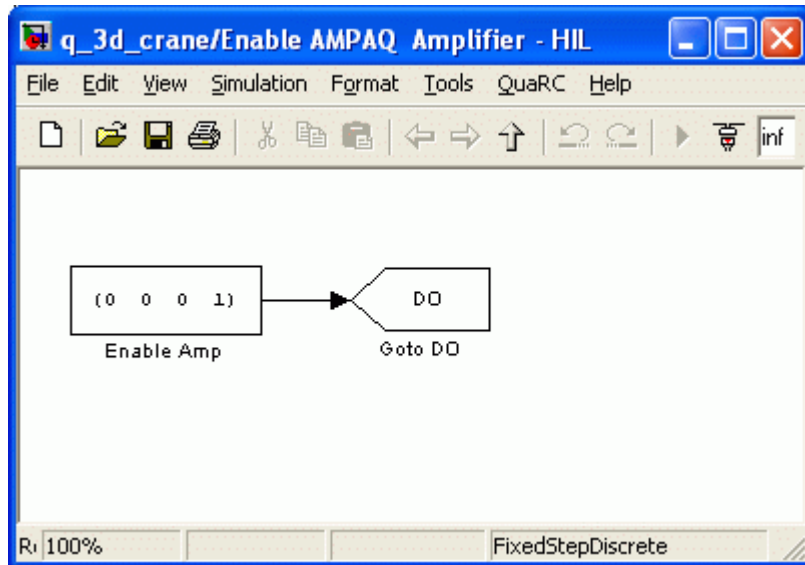 q_3d_crane/Enable AMPAQ Amplifier - HIL
File Edit View Simulation Format Tools QuaRC Help
inf
(0 0 0 1)
DO
Enable Amp
Goto DO
100%
FixedStepDiscrete